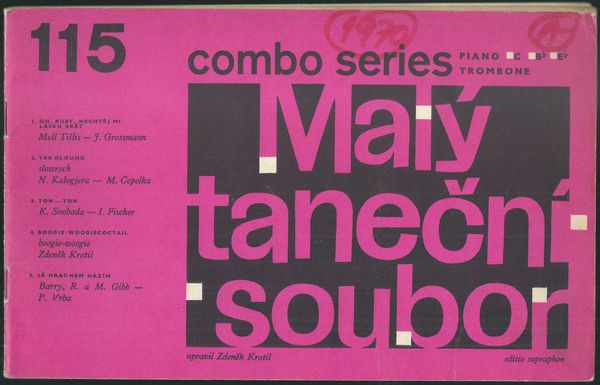 115
1970
combo series
PIANO C B♭ E♭
TROMBONE
1. OH, RUBY, NECHTĚJ MI
LÁSKU BRÁT
Mell Tillis — J. Grossmann
2. TAK DLOUHO
slowrock
N. Kalogjera — M. Čepelka
3. TON — TON
K. Svoboda — I. Fischer
4. BOOGIE-WOOGIECOCTAIL
boogie-woogie
Zdeněk Krotil
5. JÁ HRACHEM HÁZÍM
Barry, R. a M. Gibb —
P. Vrba
Malý
taneční
soubor
upravil Zdeněk Krotil
editio supraphon